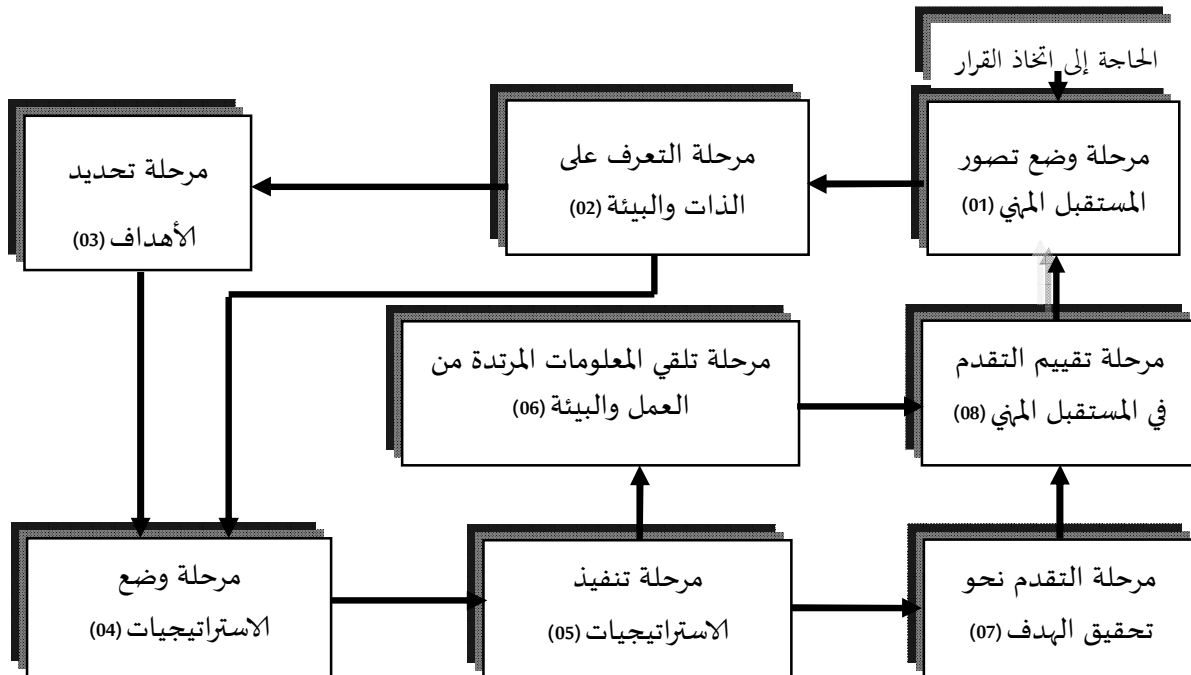 الحاجة إلى اتخاذ القرار
مرحلة وضع تصور
المستقبل المهني (01)
مرحلة التعرف على
الذات والبيئة (02)
مرحلة تحديد
الأهداف (03)
مرحلة تلقي المعلومات المرتدة من
العمل والبيئة (06)
مرحلة تقييم التقدم
في المستقبل المهني (08)
مرحلة وضع
الاستراتيجيات (04)
مرحلة تنفيذ
الاستراتيجيات (05)
مرحلة التقدم نحو
تحقيق الهدف (07)